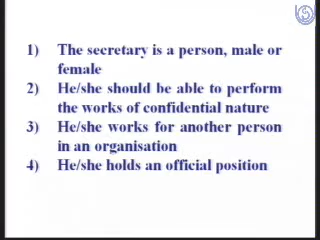 1) The secretary is a person, male or
female
2) He/she should be able to perform
the works of confidential nature
3) He/she works for another person
in an organisation
4) He/she holds an official position